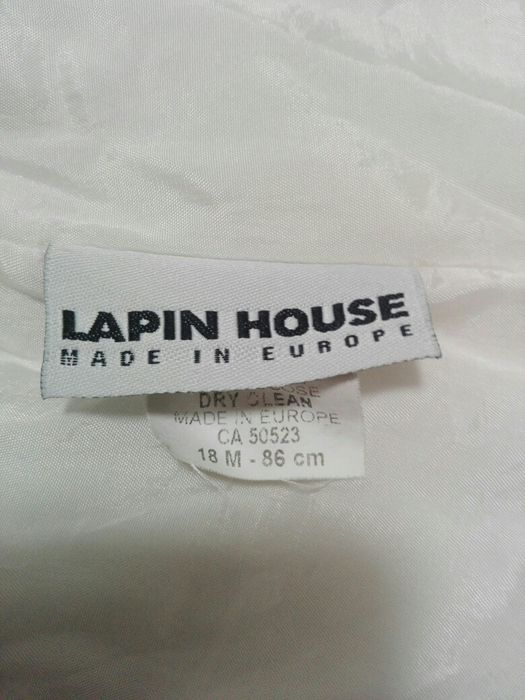 LAPIN HOUSE
MADE IN EUROPE
DRY CLEAN
MADE IN EUROPE
CA 50523
18 M - 86 cm